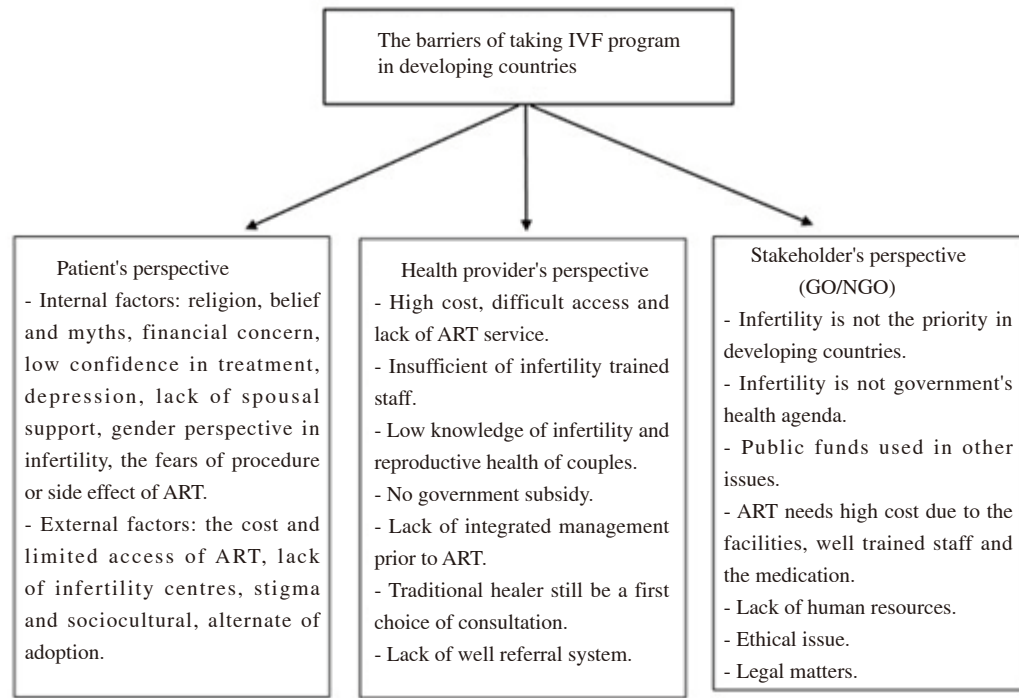 The barriers of taking IVF program
in developing countries
Patient's perspective
- Internal factors: religion, belief
and myths, financial concern,
low confidence in treatment,
depression, lack of spousal
support, gender perspective in
infertility, the fears of procedure
or side effect of ART.
- External factors: the cost and
limited access of ART, lack
of infertility centres, stigma
and sociocultural, alternate of
adoption.
Health provider's perspective
- High cost, difficult access and
lack of ART service.
- Insufficient of infertility trained
staff.
- Low knowledge of infertility and
reproductive health of couples.
- No government subsidy.
- Lack of integrated management
prior to ART.
- Traditional healer still be a first
choice of consultation.
- Lack of well referral system.
Stakeholder's perspective
(GO/NGO)
- Infertility is not the priority in
developing countries.
- Infertility is not government's
health agenda.
- Public funds used in other
issues.
- ART needs high cost due to the
facilities, well trained staff and
the medication.
- Lack of human resources.
- Ethical issue.
- Legal matters.